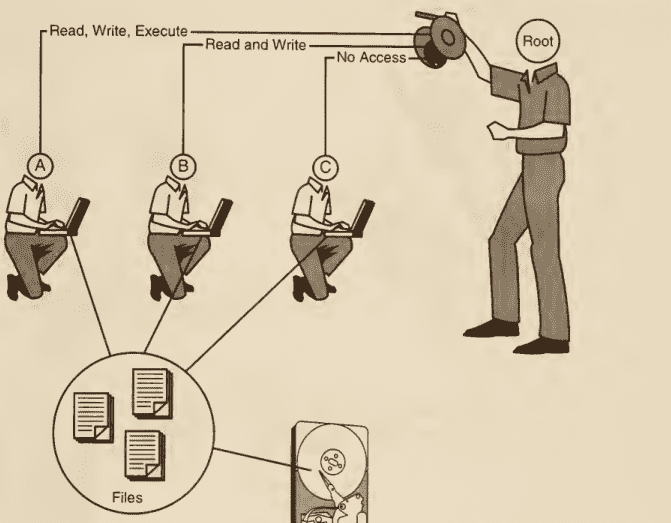 Read, Write, Execute
Read and Write
No Access
Root
A
B
C
Files